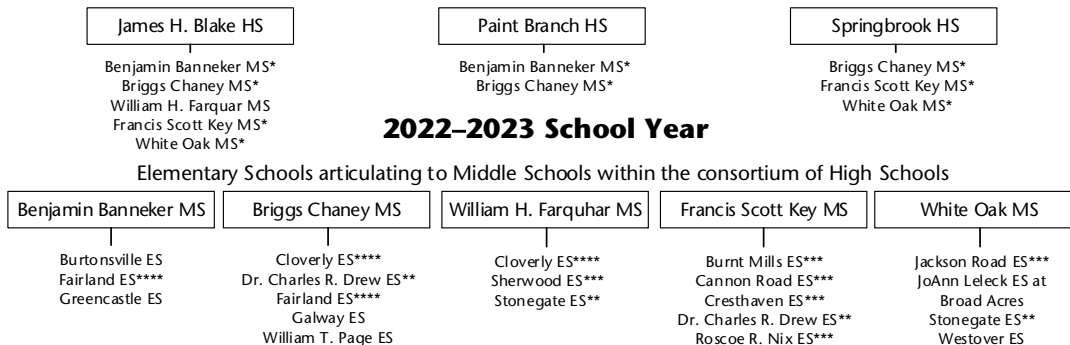 James H. Blake HS
Benjamin Banneker MS*
Briggs Chaney MS*
William H. Farquar MS
Francis Scott Key MS*
White Oak MS*
Paint Branch HS
Benjamin Banneker MS*
Briggs Chaney MS*
Springbrook HS
Briggs Chaney MS*
Francis Scott Key MS*
White Oak MS*
2022–2023 School Year
Elementary Schools articulating to Middle Schools within the consortium of High Schools
Benjamin Banneker MS
Burtonsville ES
Fairland ES****
Greencastle ES
Briggs Chaney MS
Cloverly ES****
Dr. Charles R. Drew ES**
Fairland ES****
Galway ES
William T. Page ES
William H. Farquhar MS
Cloverly ES****
Sherwood ES***
Stonegate ES**
Francis Scott Key MS
Burnt Mills ES***
Cannon Road ES***
Cresthaven ES***
Dr. Charles R. Drew ES**
Roscoe R. Nix ES***
White Oak MS
Jackson Road ES***
JoAnn Leleck ES at
Broad Acres
Stonegate ES**
Westover ES